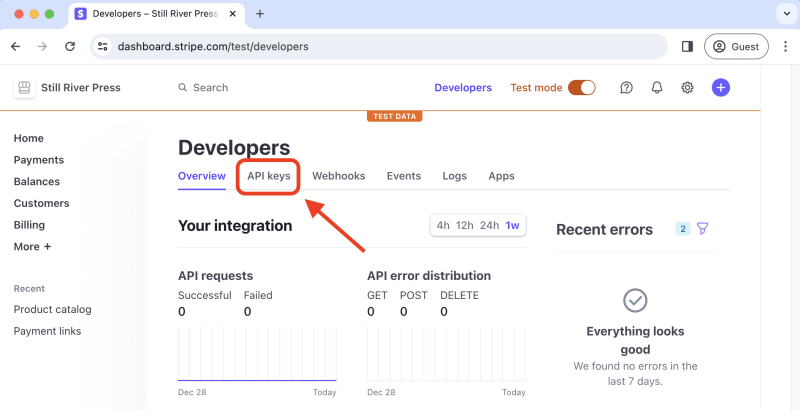 Developers – Still River Press
dashboard.stripe.com/test/developers
Guest
Still River Press
Search
Developers
Test mode
TEST DATA
Home
Payments
Balances
Customers
Billing
More +
Recent
Product catalog
Payment links
Developers
Overview API keys Webhooks Events Logs Apps
Your integration
4h 12h 24h 1w
API requests
Successful Failed
0 0
Dec 28 Today
API error distribution
GET POST DELETE
0 0 0
Dec 28 Today
Recent errors 2
Everything looks
good
We found no errors in the
last 7 days.